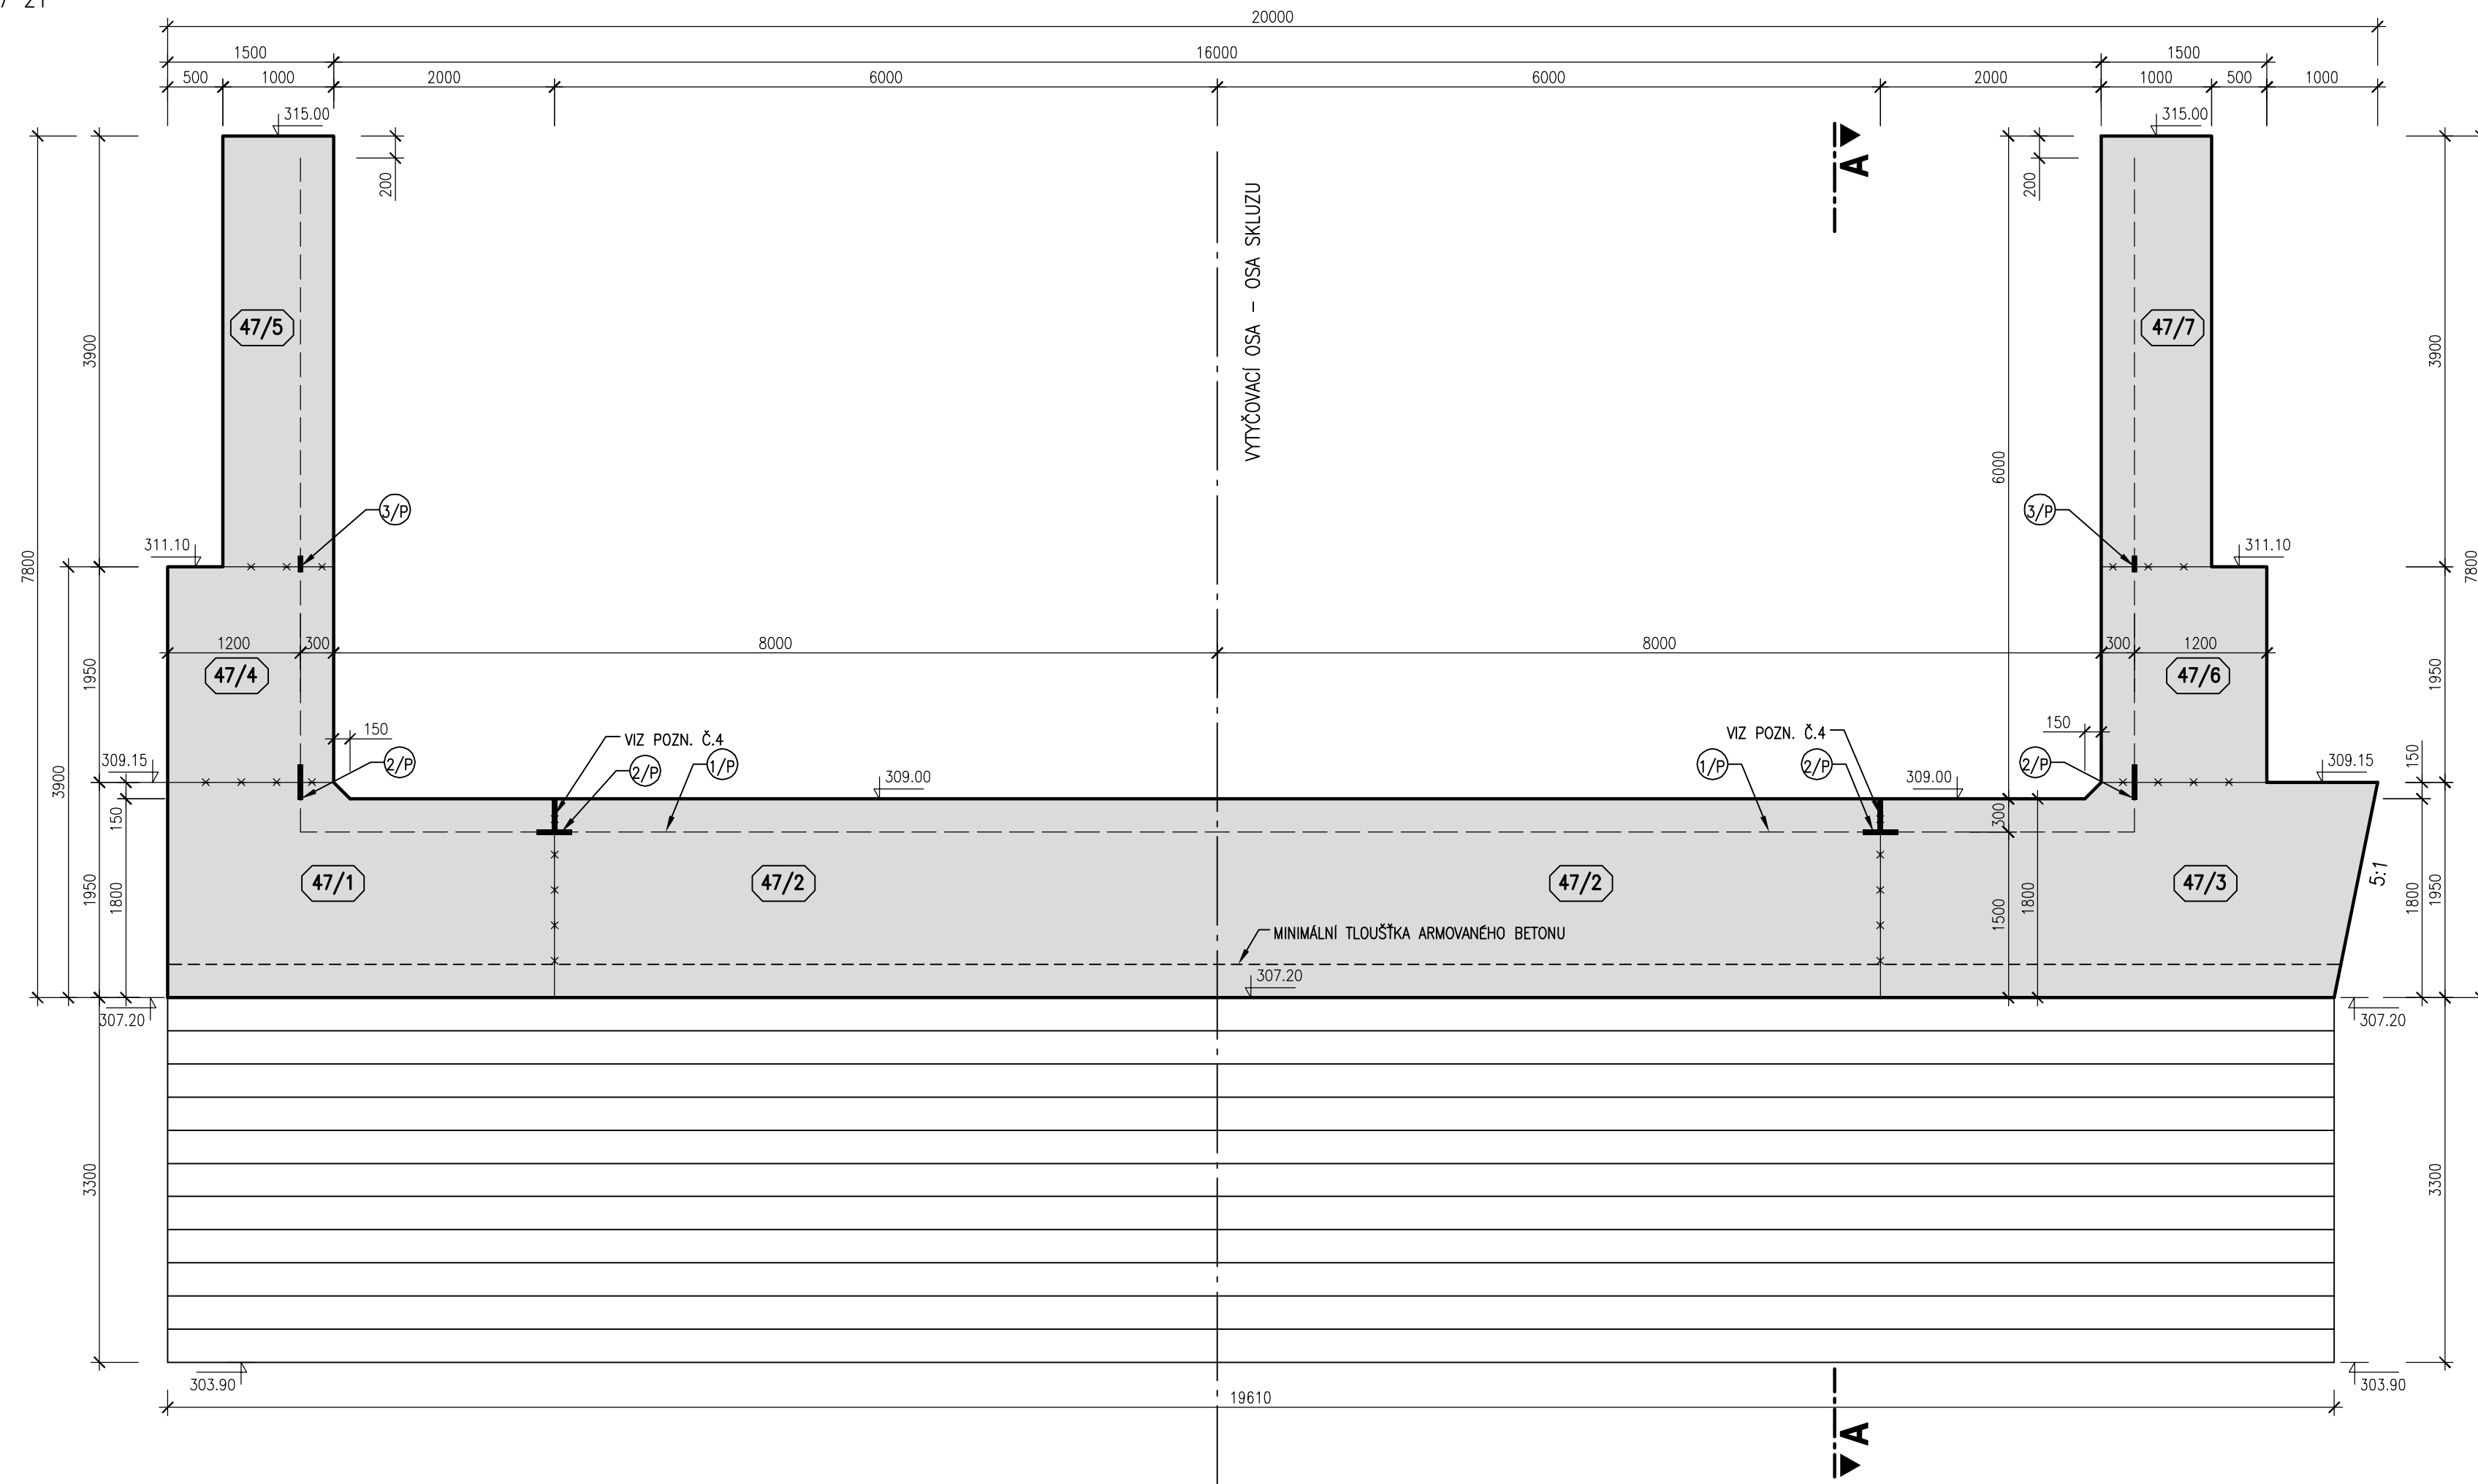 20000
1500 16000 1500
500 1000 2000 6000 6000 2000 1000 500 1000
315.00 315.00
200 200
A
VYTYČOVACÍ OSA - OSA SKLUZU
47/5 47/7
3900 3900
6000
3/P 3/P
311.10 311.10
7800 7800
1200 300 8000 8000 300 1200
47/4 47/6
1950 1950
150 VIZ POZN. Č.4 VIZ POZN. Č.4 150
309.15 2/P 2/P 1/P 1/P 2/P 2/P 309.15
309.00 309.00
3900 150 300 150
47/1 47/2 47/2 47/3 5:1
1950 1800 1500 1800 1800 1950
MINIMÁLNÍ TLOUŠŤKA ARMOVANÉHO BETONU
307.20
307.20 307.20
3300 3300
303.90 303.90
19610
A